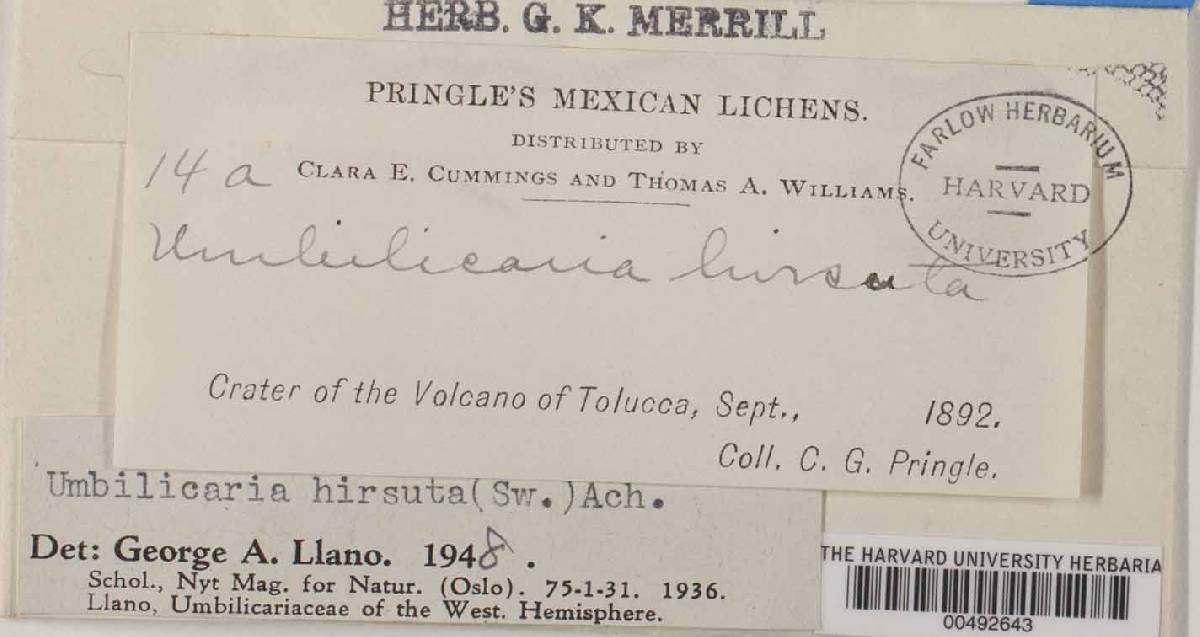 HERB. G. K. MERRILL
PRINGLE'S MEXICAN LICHENS.
DISTRIBUTED BY
14 a CLARA E. CUMMINGS AND THOMAS A. WILLIAMS.
Umbilicaria hirsuta
FARLOW HERBARIUM
HARVARD
UNIVERSITY
Crater of the Volcano of Tolucca, Sept., 1892.
Coll. C. G. Pringle.
Umbilicaria hirsuta(Sw.)Ach.
Det: George A. Llano. 1948.
Schol., Nyt Mag. for Natur. (Oslo). 75-1-31. 1936.
Llano, Umbilicariaceae of the West. Hemisphere.
THE HARVARD UNIVERSITY HERBARIA
00492643